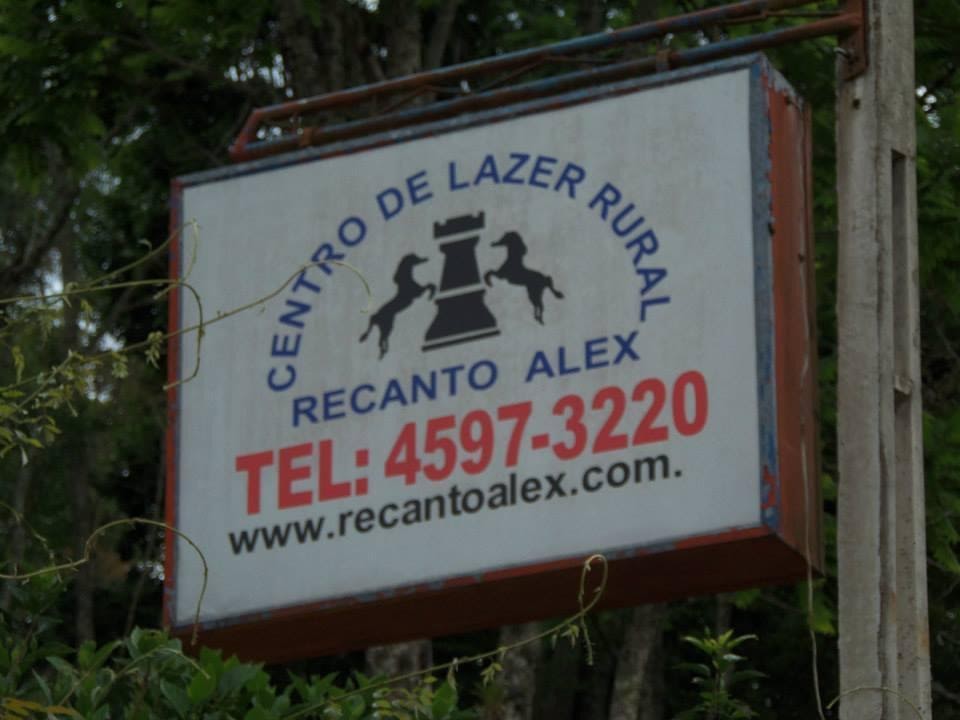 CENTRO DE LAZER RURAL
RECANTO ALEX
TEL: 4597-3220
www.recantoalex.com.